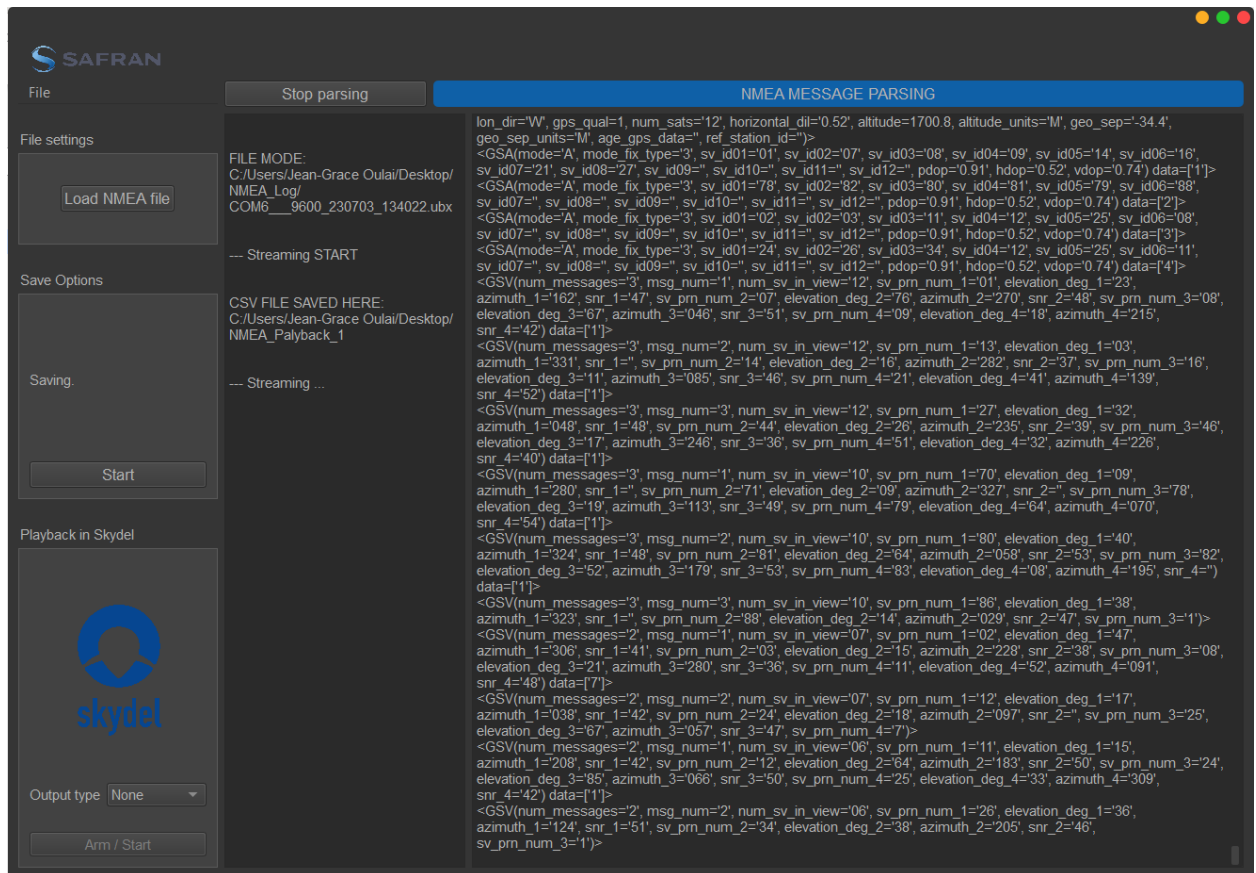 SAFRAN
File
Stop parsing
NMEA MESSAGE PARSING
File settings
Load NMEA file
Save Options
Saving.
Start
Playback in Skydel
skydel
Output type None
Arm / Start
FILE MODE:
C:/Users/Jean-Grace Oulai/Desktop/
NMEA_Log/
COM6___9600_230703_134022.ubx
--- Streaming START
CSV FILE SAVED HERE:
C:/Users/Jean-Grace Oulai/Desktop/
NMEA_Palyback_1
--- Streaming ...
lon_dir='W', gps_qual=1, num_sats='12', horizontal_dil='0.52', altitude=1700.8, altitude_units='M', geo_sep='-34.4',
geo_sep_units='M', age_gps_data='', ref_station_id='')>
<GSA(mode='A', mode_fix_type='3', sv_id01='01', sv_id02='07', sv_id03='08', sv_id04='09', sv_id05='14', sv_id06='16',
sv_id07='21', sv_id08='27', sv_id09='', sv_id10='', sv_id11='', sv_id12='', pdop='0.91', hdop='0.52', vdop='0.74') data=['1']>
<GSA(mode='A', mode_fix_type='3', sv_id01='78', sv_id02='82', sv_id03='80', sv_id04='81', sv_id05='79', sv_id06='88',
sv_id07='', sv_id08='', sv_id09='', sv_id10='', sv_id11='', sv_id12='', pdop='0.91', hdop='0.52', vdop='0.74') data=['2']>
<GSA(mode='A', mode_fix_type='3', sv_id01='02', sv_id02='03', sv_id03='11', sv_id04='12', sv_id05='25', sv_id06='08',
sv_id07='', sv_id08='', sv_id09='', sv_id10='', sv_id11='', sv_id12='', pdop='0.91', hdop='0.52', vdop='0.74') data=['3']>
<GSA(mode='A', mode_fix_type='3', sv_id01='24', sv_id02='26', sv_id03='34', sv_id04='12', sv_id05='25', sv_id06='11',
sv_id07='', sv_id08='', sv_id09='', sv_id10='', sv_id11='', sv_id12='', pdop='0.91', hdop='0.52', vdop='0.74') data=['4']>
<GSV(num_messages='3', msg_num='1', num_sv_in_view='12', sv_prn_num_1='01', elevation_deg_1='23',
azimuth_1='162', snr_1='47', sv_prn_num_2='07', elevation_deg_2='76', azimuth_2='270', snr_2='48', sv_prn_num_3='08',
elevation_deg_3='67', azimuth_3='046', snr_3='51', sv_prn_num_4='09', elevation_deg_4='18', azimuth_4='215',
snr_4='42') data=['1']>
<GSV(num_messages='3', msg_num='2', num_sv_in_view='12', sv_prn_num_1='13', elevation_deg_1='03',
azimuth_1='331', snr_1='', sv_prn_num_2='14', elevation_deg_2='16', azimuth_2='282', snr_2='37', sv_prn_num_3='16',
elevation_deg_3='11', azimuth_3='085', snr_3='46', sv_prn_num_4='21', elevation_deg_4='41', azimuth_4='139',
snr_4='52') data=['1']>
<GSV(num_messages='3', msg_num='3', num_sv_in_view='12', sv_prn_num_1='27', elevation_deg_1='32',
azimuth_1='048', snr_1='48', sv_prn_num_2='44', elevation_deg_2='26', azimuth_2='235', snr_2='39', sv_prn_num_3='46',
elevation_deg_3='17', azimuth_3='246', snr_3='36', sv_prn_num_4='51', elevation_deg_4='32', azimuth_4='226',
snr_4='40') data=['1']>
<GSV(num_messages='3', msg_num='1', num_sv_in_view='10', sv_prn_num_1='70', elevation_deg_1='09',
azimuth_1='280', snr_1='', sv_prn_num_2='71', elevation_deg_2='09', azimuth_2='327', snr_2='', sv_prn_num_3='78',
elevation_deg_3='19', azimuth_3='113', snr_3='49', sv_prn_num_4='79', elevation_deg_4='64', azimuth_4='070',
snr_4='54') data=['1']>
<GSV(num_messages='3', msg_num='2', num_sv_in_view='10', sv_prn_num_1='80', elevation_deg_1='40',
azimuth_1='324', snr_1='48', sv_prn_num_2='81', elevation_deg_2='64', azimuth_2='058', snr_2='53', sv_prn_num_3='82',
elevation_deg_3='52', azimuth_3='179', snr_3='53', sv_prn_num_4='83', elevation_deg_4='08', azimuth_4='195', snr_4='')
data=['1']>
<GSV(num_messages='3', msg_num='3', num_sv_in_view='10', sv_prn_num_1='86', elevation_deg_1='38',
azimuth_1='323', snr_1='', sv_prn_num_2='88', elevation_deg_2='14', azimuth_2='029', snr_2='47', sv_prn_num_3='1')>
<GSV(num_messages='2', msg_num='1', num_sv_in_view='07', sv_prn_num_1='02', elevation_deg_1='47',
azimuth_1='306', snr_1='41', sv_prn_num_2='03', elevation_deg_2='15', azimuth_2='228', snr_2='38', sv_prn_num_3='08',
elevation_deg_3='21', azimuth_3='280', snr_3='36', sv_prn_num_4='11', elevation_deg_4='52', azimuth_4='091',
snr_4='48') data=['7']>
<GSV(num_messages='2', msg_num='2', num_sv_in_view='07', sv_prn_num_1='12', elevation_deg_1='17',
azimuth_1='038', snr_1='42', sv_prn_num_2='24', elevation_deg_2='18', azimuth_2='097', snr_2='', sv_prn_num_3='25',
elevation_deg_3='67', azimuth_3='057', snr_3='47', sv_prn_num_4='7')>
<GSV(num_messages='2', msg_num='1', num_sv_in_view='06', sv_prn_num_1='11', elevation_deg_1='15',
azimuth_1='208', snr_1='42', sv_prn_num_2='12', elevation_deg_2='64', azimuth_2='183', snr_2='50', sv_prn_num_3='24',
elevation_deg_3='85', azimuth_3='066', snr_3='50', sv_prn_num_4='25', elevation_deg_4='33', azimuth_4='309',
snr_4='42') data=['1']>
<GSV(num_messages='2', msg_num='2', num_sv_in_view='06', sv_prn_num_1='26', elevation_deg_1='36',
azimuth_1='124', snr_1='51', sv_prn_num_2='34', elevation_deg_2='38', azimuth_2='205', snr_2='46',
sv_prn_num_3='1')>